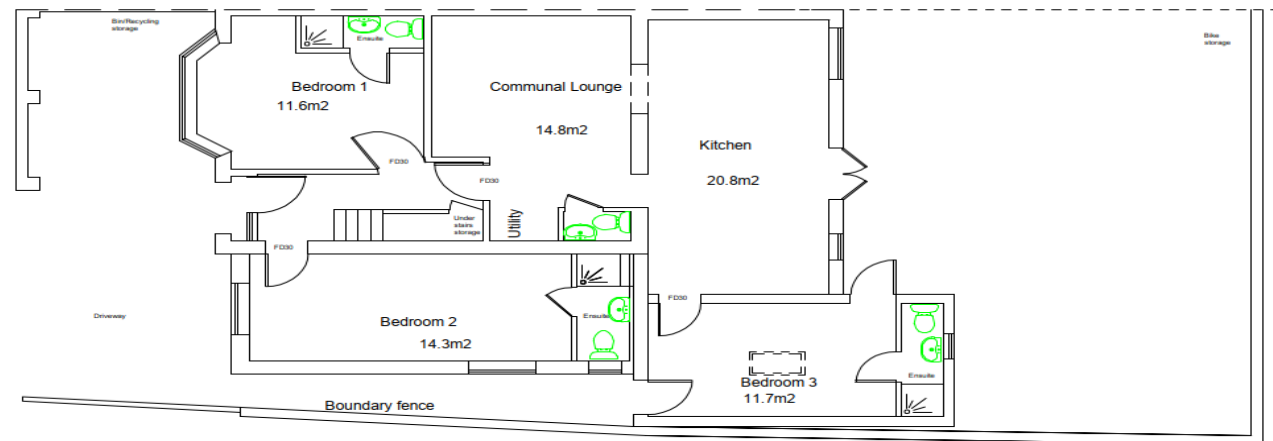 Bin/Recycling
storage
Ensuite
Bike
storage
Bedroom 1
11.6m2
Communal Lounge
14.8m2
Kitchen
20.8m2
FD30
FD30
Under
stairs
storage
Utility
FD30
FD30
Driveway
Bedroom 2
14.3m2
Ensuite
Ensuite
Bedroom 3
11.7m2
Boundary fence